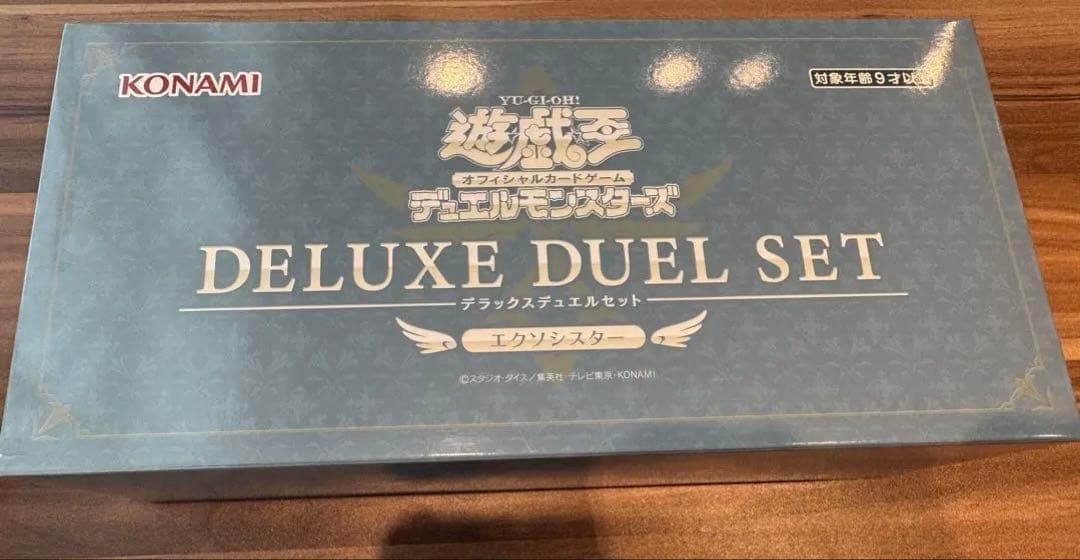 KONAMI
対象年齢9才以上
YU-GI-OH!
遊戯王
オフィシャルカードゲーム
デュエルモンスターズ
DELUXE DUEL SET
デラックスデュエルセット
エクソシスター
©スタジオ・ダイス/集英社・テレビ東京・KONAMI